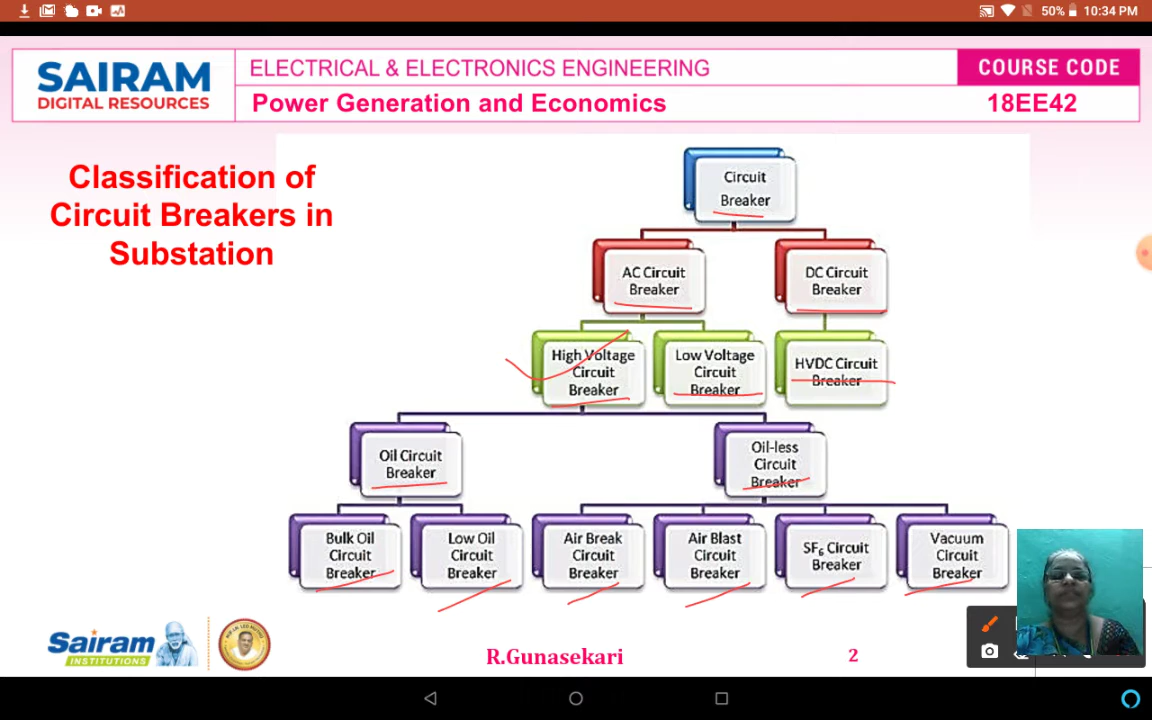 50% 10:34 PM
SAIRAM
DIGITAL RESOURCES
ELECTRICAL & ELECTRONICS ENGINEERING
COURSE CODE
Power Generation and Economics
18EE42
Classification of
Circuit Breakers in
Substation
Circuit
Breaker
AC Circuit
Breaker
DC Circuit
Breaker
High Voltage
Circuit
Breaker
Low Voltage
Circuit
Breaker
HVDC Circuit
Breaker
Oil Circuit
Breaker
Oil-less
Circuit
Breaker
Bulk Oil
Circuit
Breaker
Low Oil
Circuit
Breaker
Air Break
Circuit
Breaker
Air Blast
Circuit
Breaker
SF₆ Circuit
Breaker
Vacuum
Circuit
Breaker
Sairam
INSTITUTIONS
R.Gunasekari
2